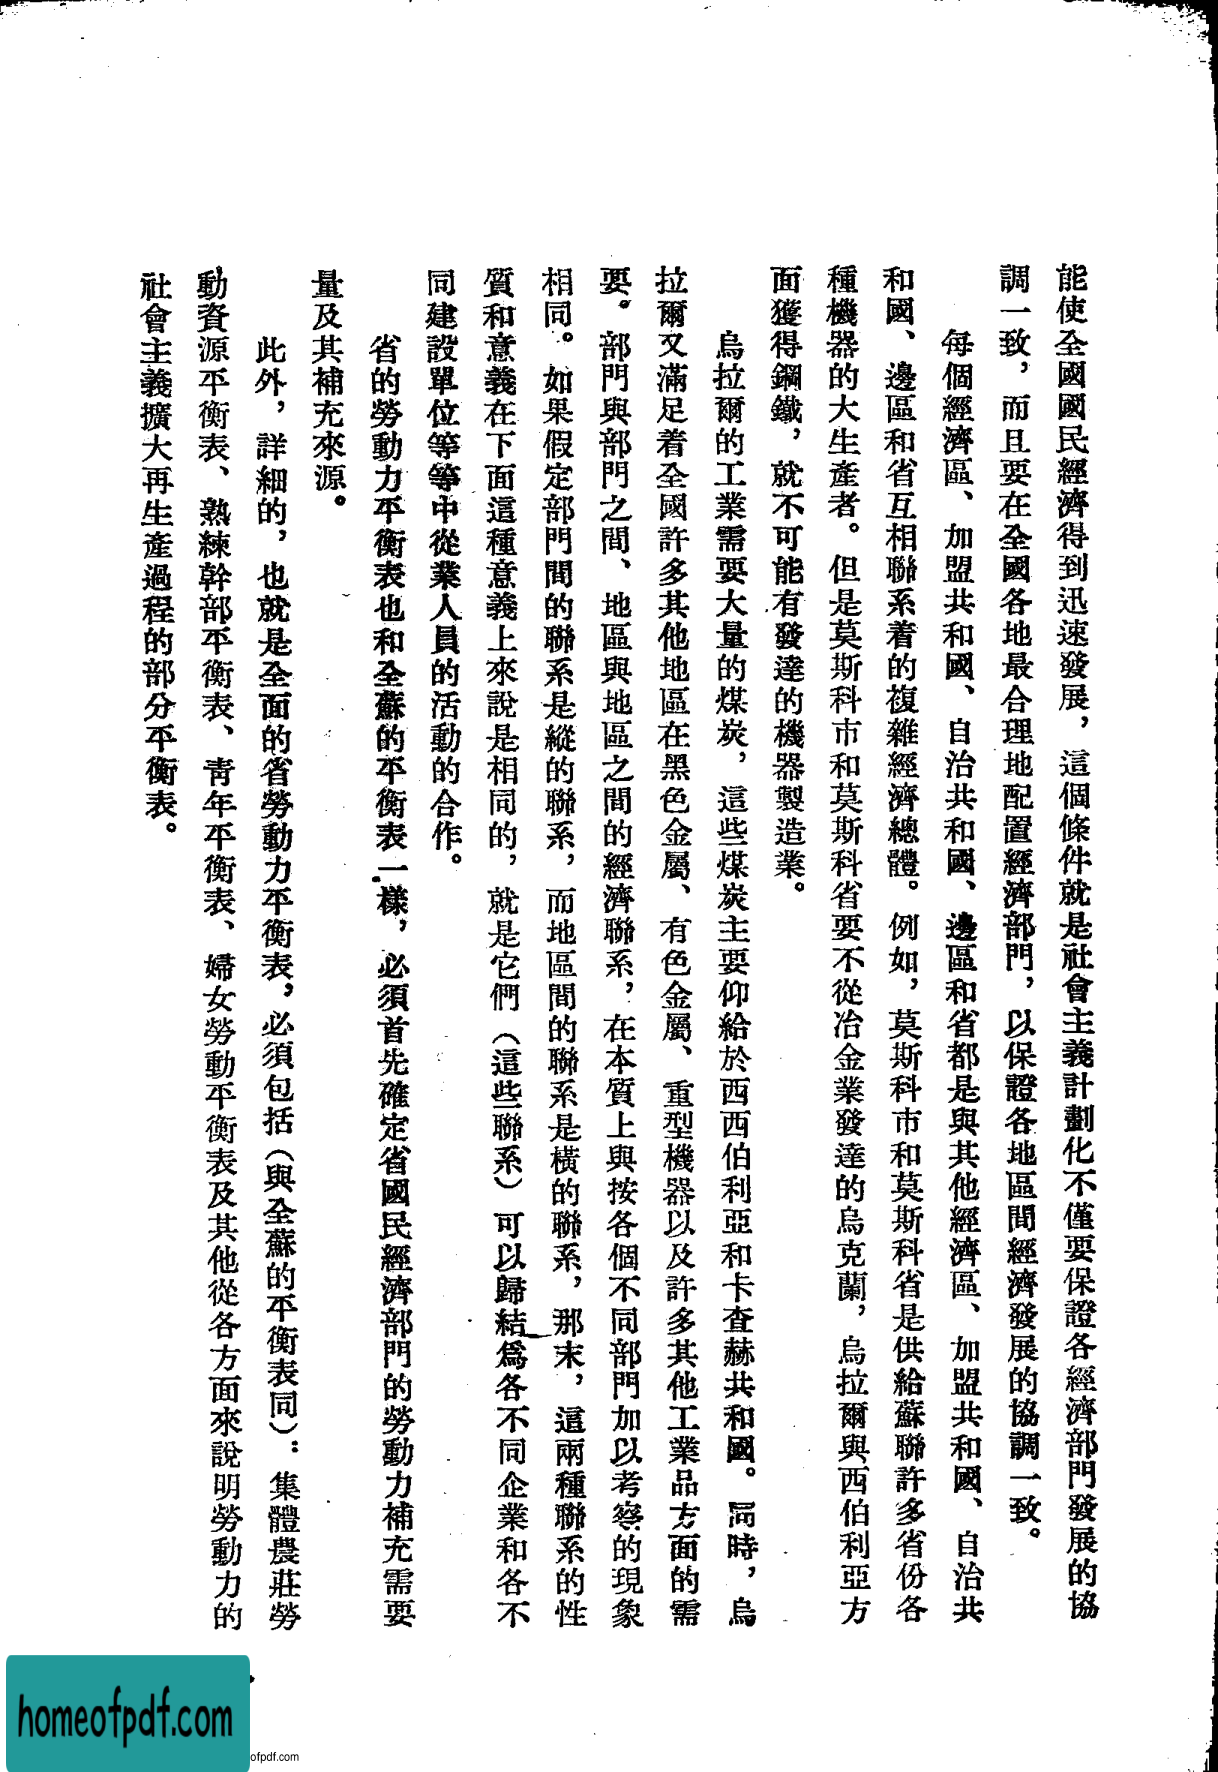 能使全國國民經濟得到迅速發展，這個條件就是社會主義計劃化不僅要保證各經濟部門發展的協
調一致，而且要在全國各地最合理地配置經濟部門，以保證各地區間經濟發展的協調一致。
每個經濟區、加盟共和國、自治共和國、邊區和省都是與其他經濟區、加盟共和國、自治共
和國、邊區和省互相聯系着的複雜經濟總體。例如，莫斯科市和莫斯科省是供給蘇聯許多省份各
種機器的大生產者。但是莫斯科市和莫斯科省要不從冶金業發達的烏克蘭，烏拉爾與西伯利亞方
面獲得鋼鐵，就不可能有發達的機器製造業。
烏拉爾的工業需要大量的煤炭，這些煤炭主要仰給於西西伯利亞和卡查赫共和國。同時，烏
拉爾又滿足着全國許多其他地區在黑色金屬、有色金屬、重型機器以及許多其他工業品方面的需
要。部門與部門之間、地區與地區之間的經濟聯系，在本質上與按各個不同部門加以考察的現象
相同。如果假定部門間的聯系是縱的聯系，而地區間的聯系是橫的聯系，那末，這兩種聯系的性
質和意義在下面這種意義上來說是相同的，就是它們（這些聯系）可以歸結爲各不同企業和各不
同建設單位等等中從業人員的活動的合作。
省的勞動力平衡表也和全蘇的平衡表一樣，必須首先確定省國民經濟部門的勞動力補充需要
量及其補充來源。
此外，詳細的，也就是全面的省勞動力平衡表，必須包括（與全蘇的平衡表同）：集體農莊勞
動資源平衡表、熟練幹部平衡表、青年平衡表、婦女勞動平衡表及其他從各方面來說明勞動力的
社會主義擴大再生產過程的部分平衡表。
homeofpdf.com
ofpdf.com